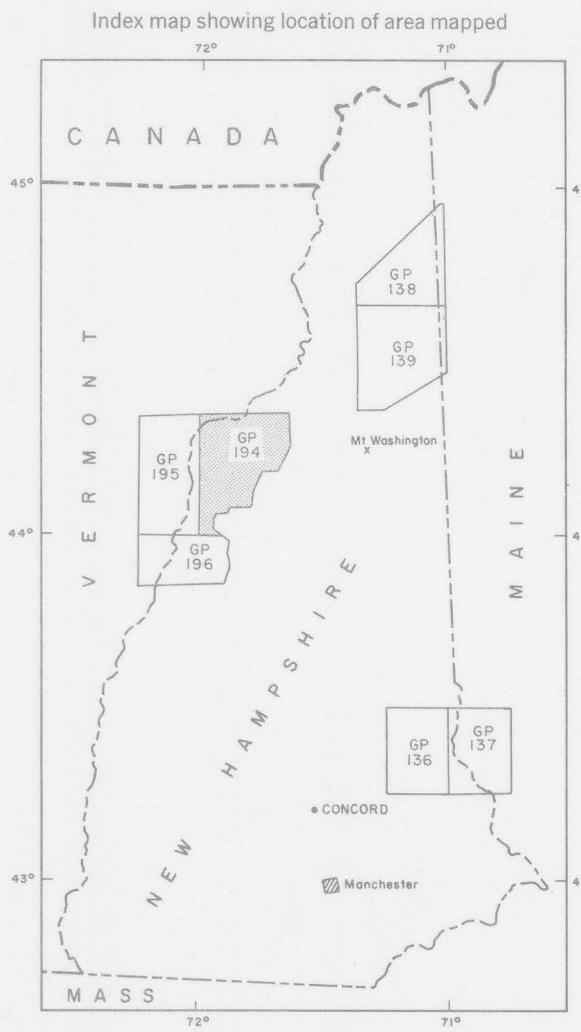 Index map showing location of area mapped
72° 71°
CANADA
45° 4
GP
138
GP
139
VERMONT
Mt Washington
GP
194
GP
195
MAINE
44° 4
GP
196
NEW HAMPSHIRE
GP
136
GP
137
CONCORD
43° 4
Manchester
MASS
72° 71°